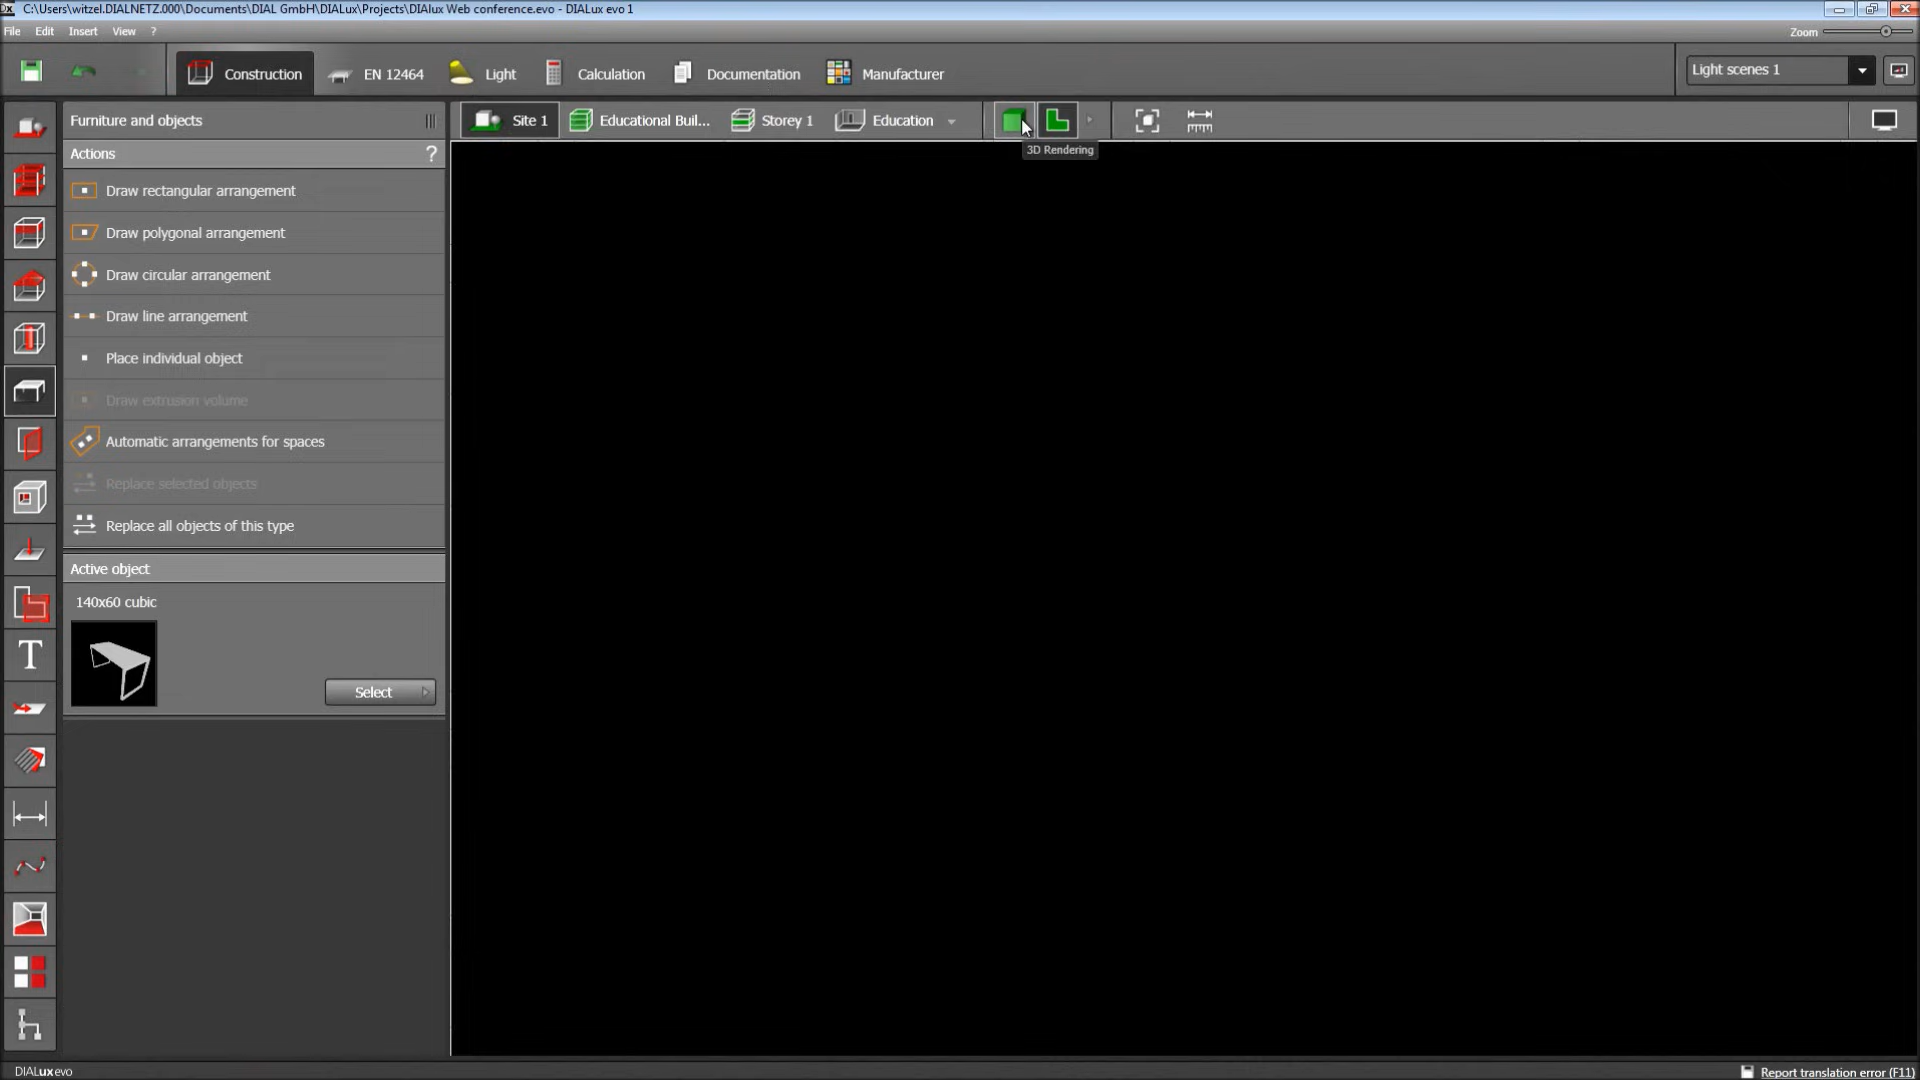 C:\Users\witzel.DIALNETZ.000\Documents\DIAL GmbH\DIALux\Projects\DIAlux Web conference.evo - DIALux evo 1
File Edit Insert View ?
Zoom
Construction EN 12464 Light Calculation Documentation Manufacturer
Light scenes 1
Furniture and objects
Site 1 Educational Buil... Storey 1 Education
3D Rendering
Actions ?
Draw rectangular arrangement
Draw polygonal arrangement
Draw circular arrangement
Draw line arrangement
Place individual object
Draw extrusion volume
Automatic arrangements for spaces
Replace selected objects
Replace all objects of this type
Active object
140x60 cubic
Select
T
DIALux evo
Report translation error (F11)